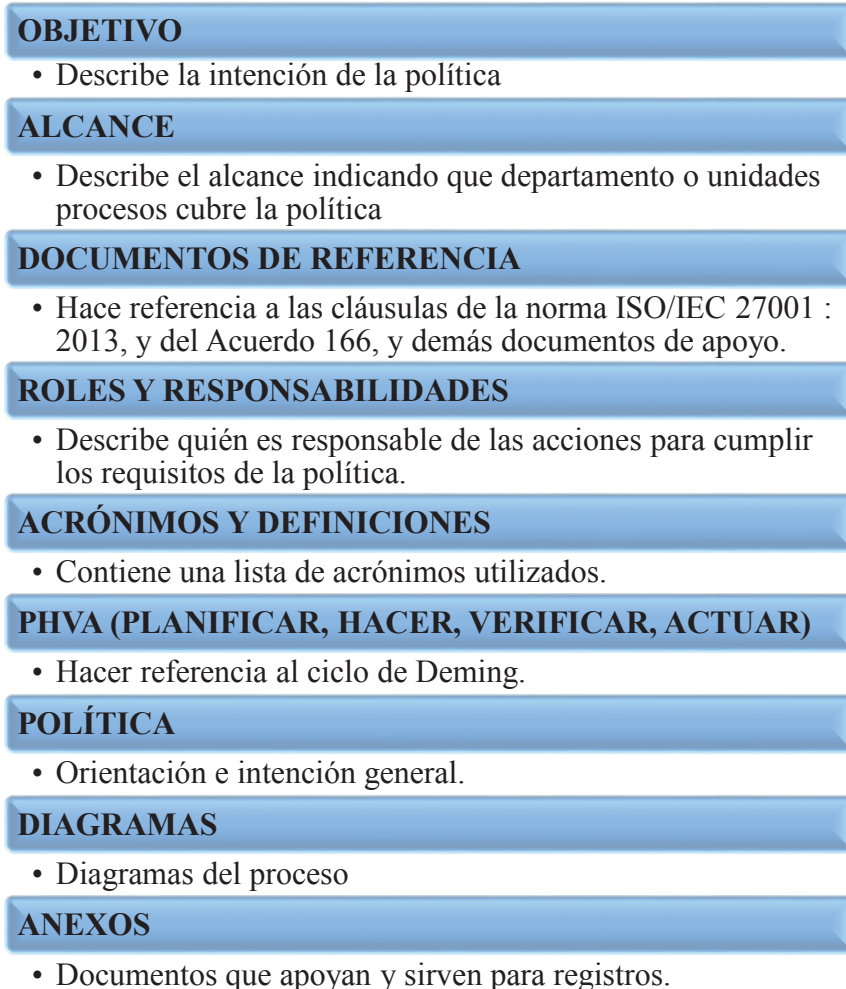 OBJETIVO
• Describe la intención de la política
ALCANCE
• Describe el alcance indicando que departamento o unidades
procesos cubre la política
DOCUMENTOS DE REFERENCIA
• Hace referencia a las cláusulas de la norma ISO/IEC 27001 :
2013, y del Acuerdo 166, y demás documentos de apoyo.
ROLES Y RESPONSABILIDADES
• Describe quién es responsable de las acciones para cumplir
los requisitos de la política.
ACRÓNIMOS Y DEFINICIONES
• Contiene una lista de acrónimos utilizados.
PHVA (PLANIFICAR, HACER, VERIFICAR, ACTUAR)
• Hacer referencia al ciclo de Deming.
POLÍTICA
• Orientación e intención general.
DIAGRAMAS
• Diagramas del proceso
ANEXOS
• Documentos que apoyan y sirven para registros.